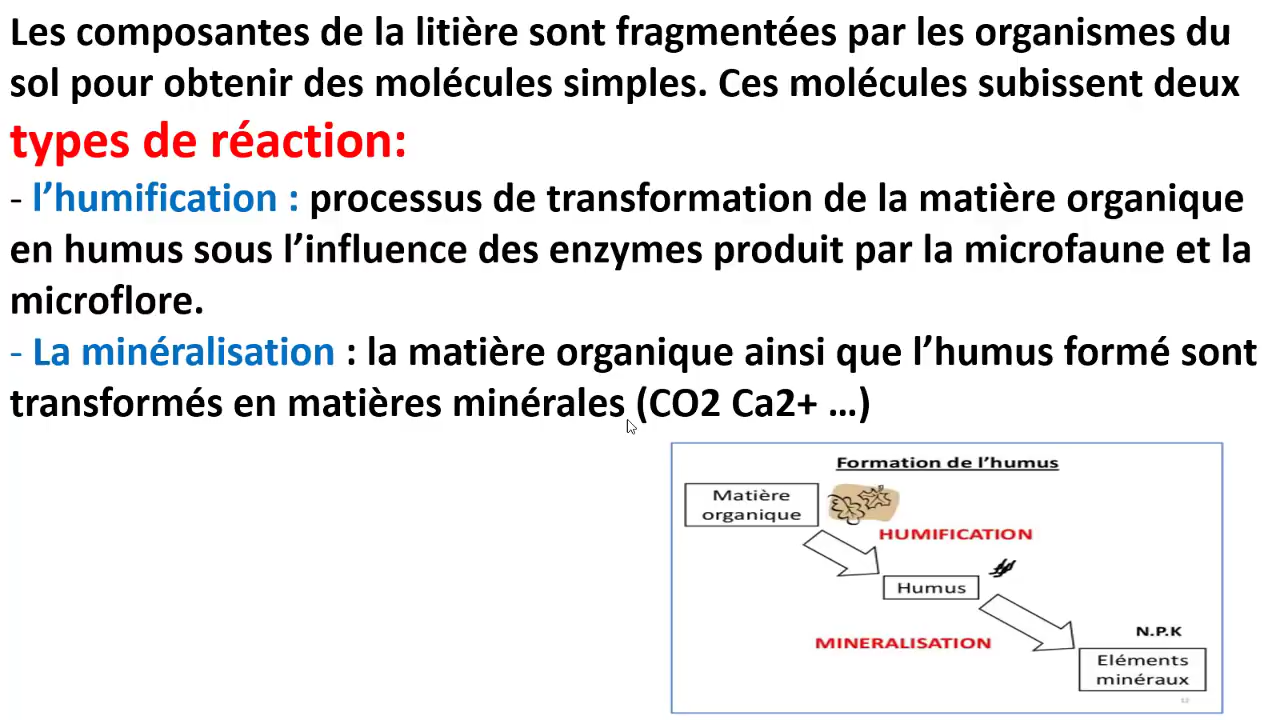 Les composantes de la litière sont fragmentées par les organismes du
sol pour obtenir des molécules simples. Ces molécules subissent deux
types de réaction:
- l’humification : processus de transformation de la matière organique
en humus sous l’influence des enzymes produit par la microfaune et la
microflore.
- La minéralisation : la matière organique ainsi que l’humus formé sont
transformés en matières minérales (CO2 Ca2+ …)
Formation de l’humus
Matière
organique
HUMIFICATION
Humus
MINERALISATION
N.P.K
Eléments
minéraux